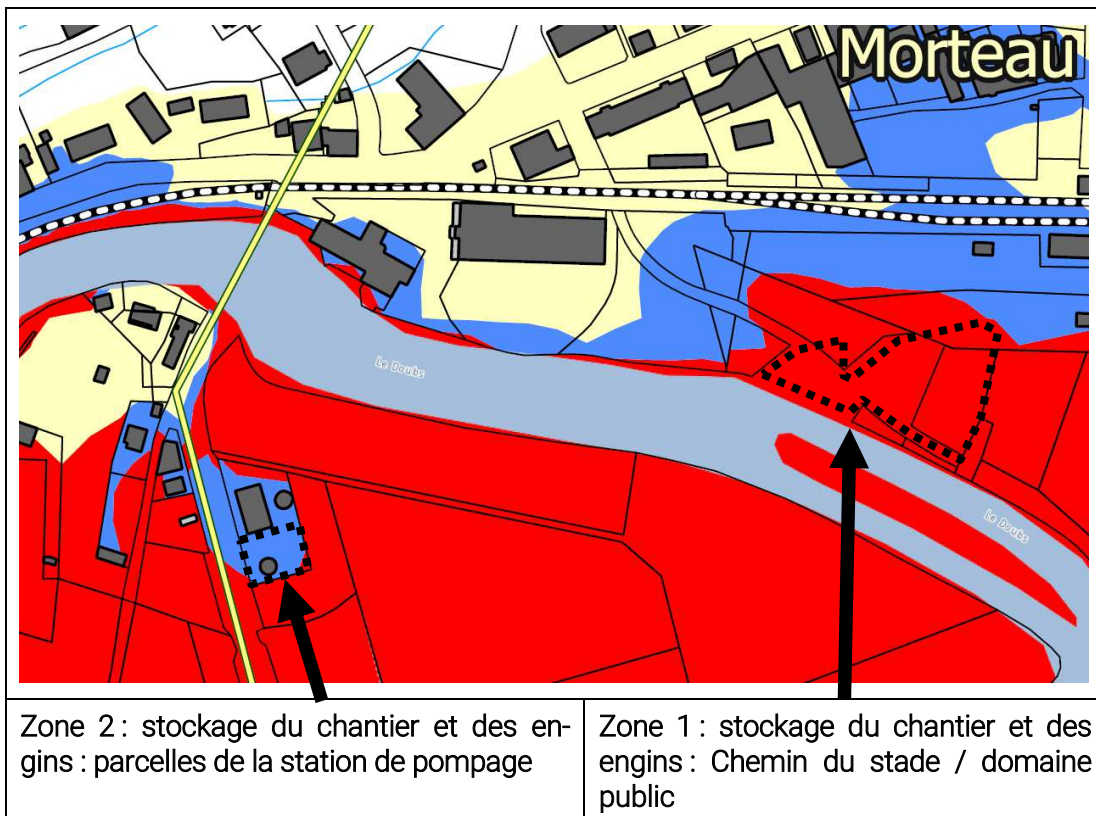 Morteau
Le Doubs
Le Doubs
Zone 2 : stockage du chantier et des en-
gins : parcelles de la station de pompage
Zone 1 : stockage du chantier et des
engins : Chemin du stade / domaine
public